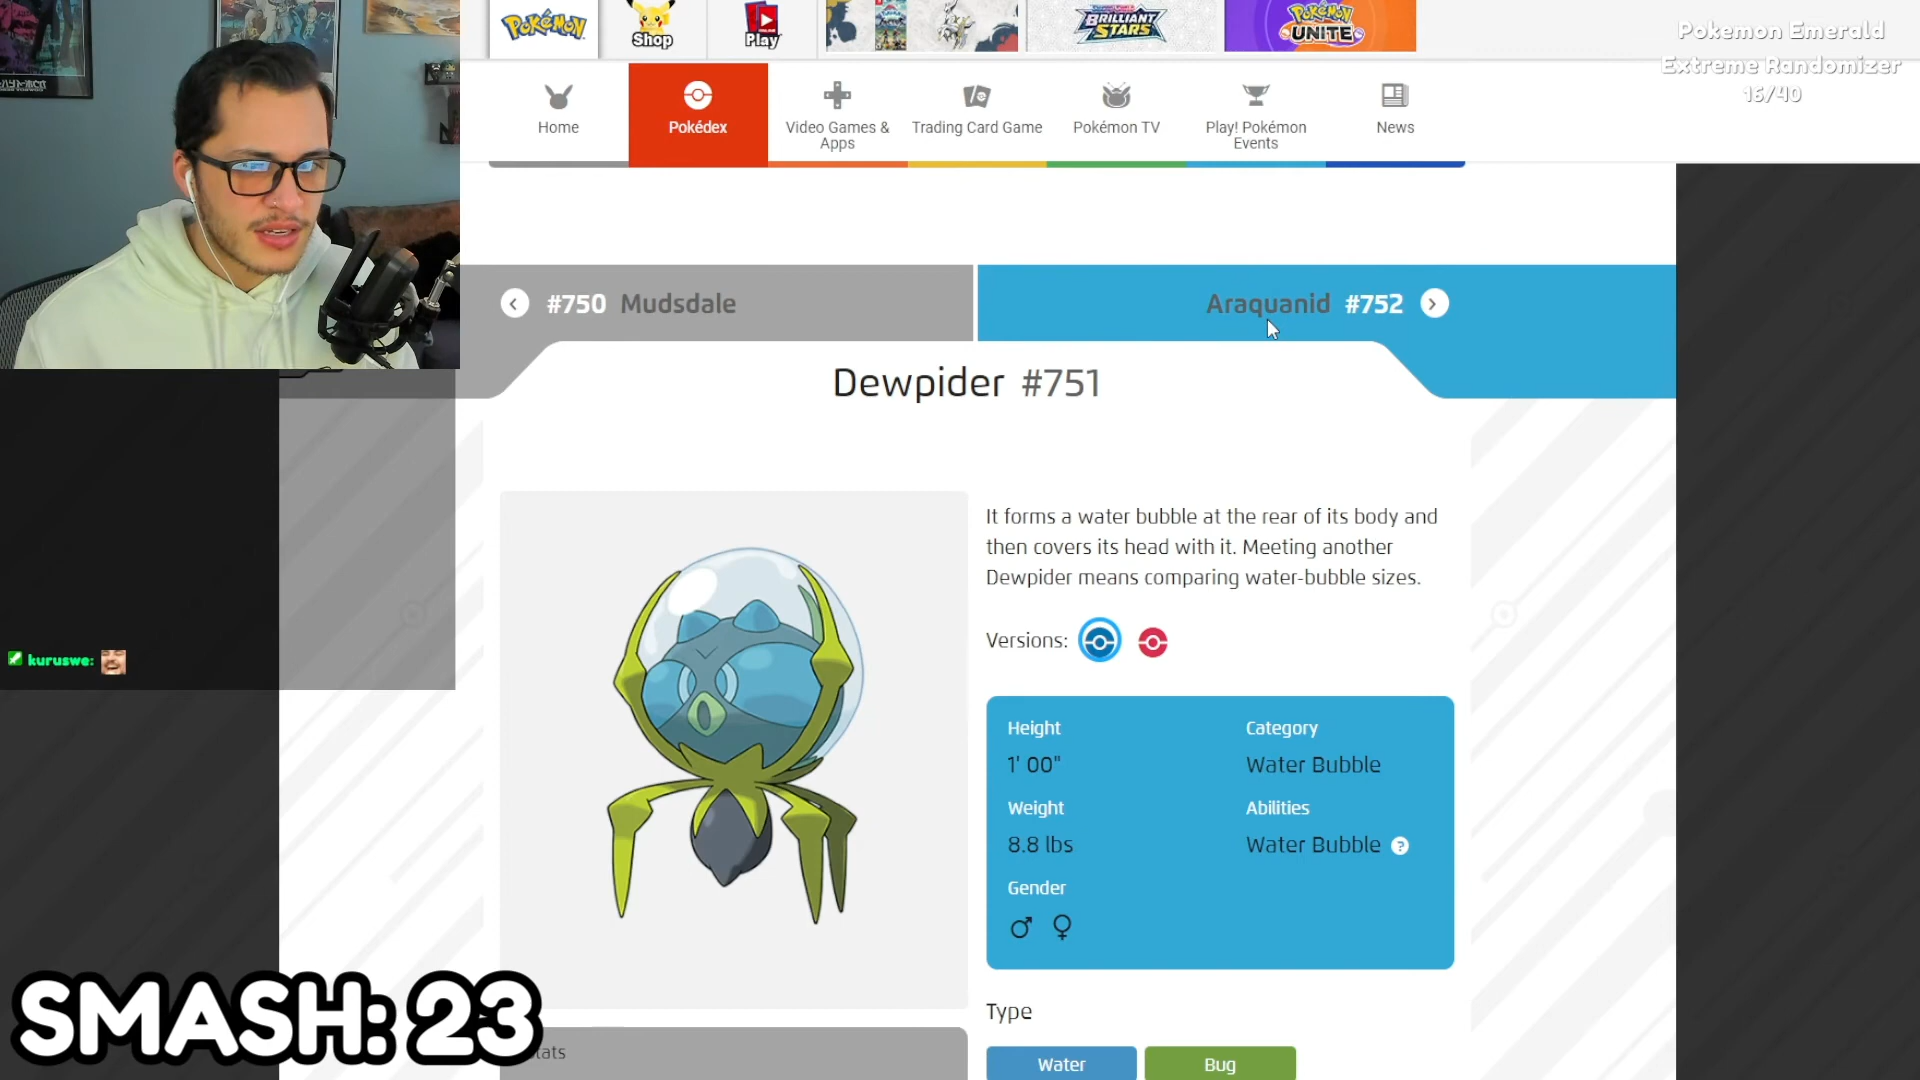 Pokémon
Shop
Play
BRILLIANT
STARS
Pokémon
UNITE
Pokemon Emerald
Extreme Randomizer
16/40
Home
Pokédex
Video Games &
Apps
Trading Card Game
Pokémon TV
Play! Pokémon
Events
News
#750 Mudsdale
Araquanid #752
Dewpider #751
It forms a water bubble at the rear of its body and
then covers its head with it. Meeting another
Dewpider means comparing water-bubble sizes.
Versions:
Height
1' 00"
Category
Water Bubble
Weight
8.8 lbs
Abilities
Water Bubble ?
Gender
kuruswe:
SMASH: 23
Type
Water
Bug